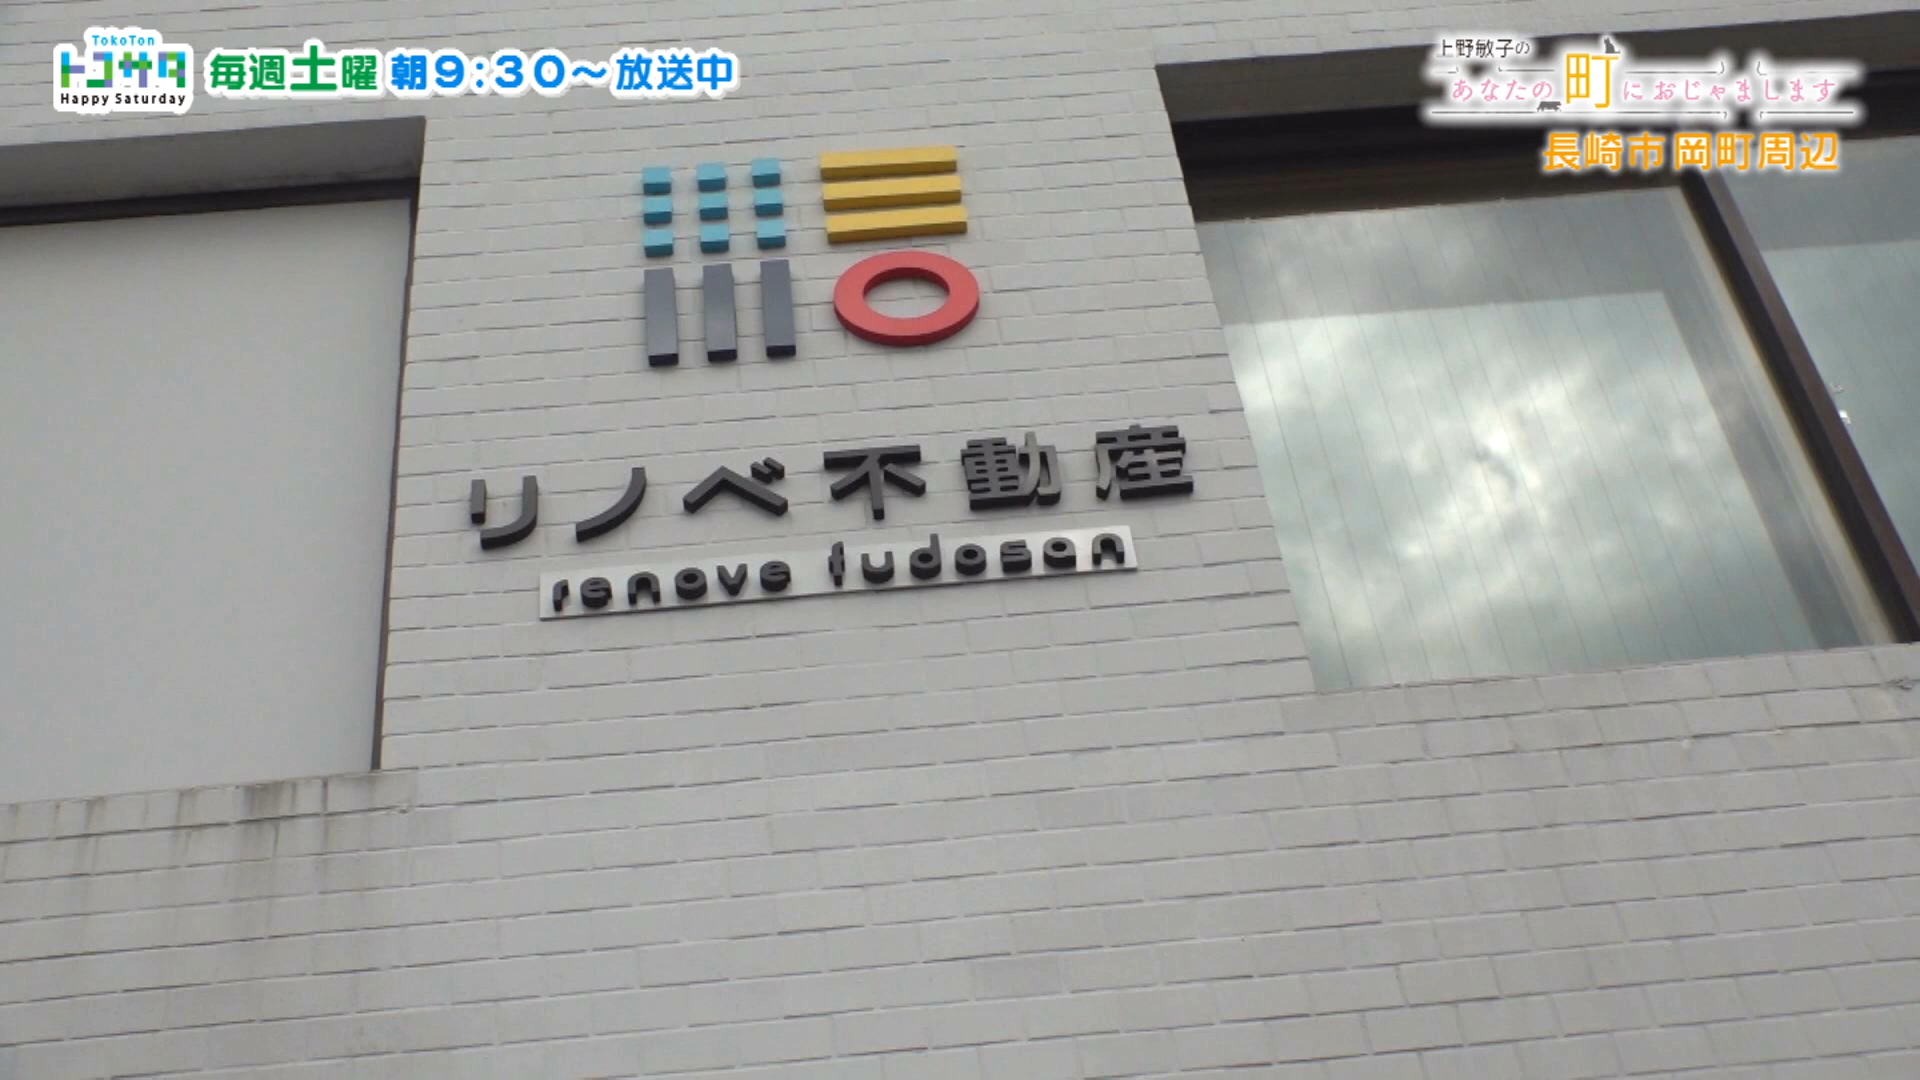 TokoTon
トコサタ
Happy Saturday
毎週土曜 朝9:30〜放送中
上野敏子の
あなたの町におじゃまします
長崎市 岡町周辺
リノベ不動産
renove fudosan